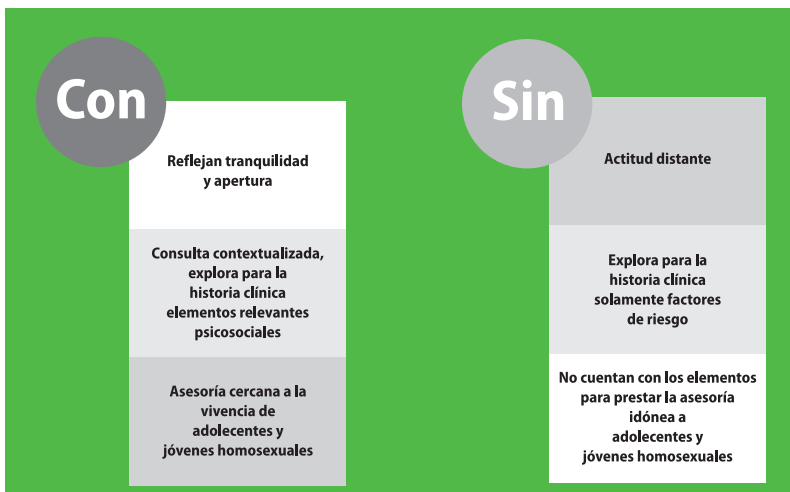 Con
Reflejan tranquilidad
y apertura
Consulta contextualizada,
explora para la
historia clínica
elementos relevantes
psicosociales
Asesoría cercana a la
vivencia de
adolecentes y
jóvenes homosexuales
Sin
Actitud distante
Explora para la
historia clínica
solamente factores
de riesgo
No cuentan con los elementos
para prestar la asesoría
idónea a
adolecentes y
jóvenes homosexuales